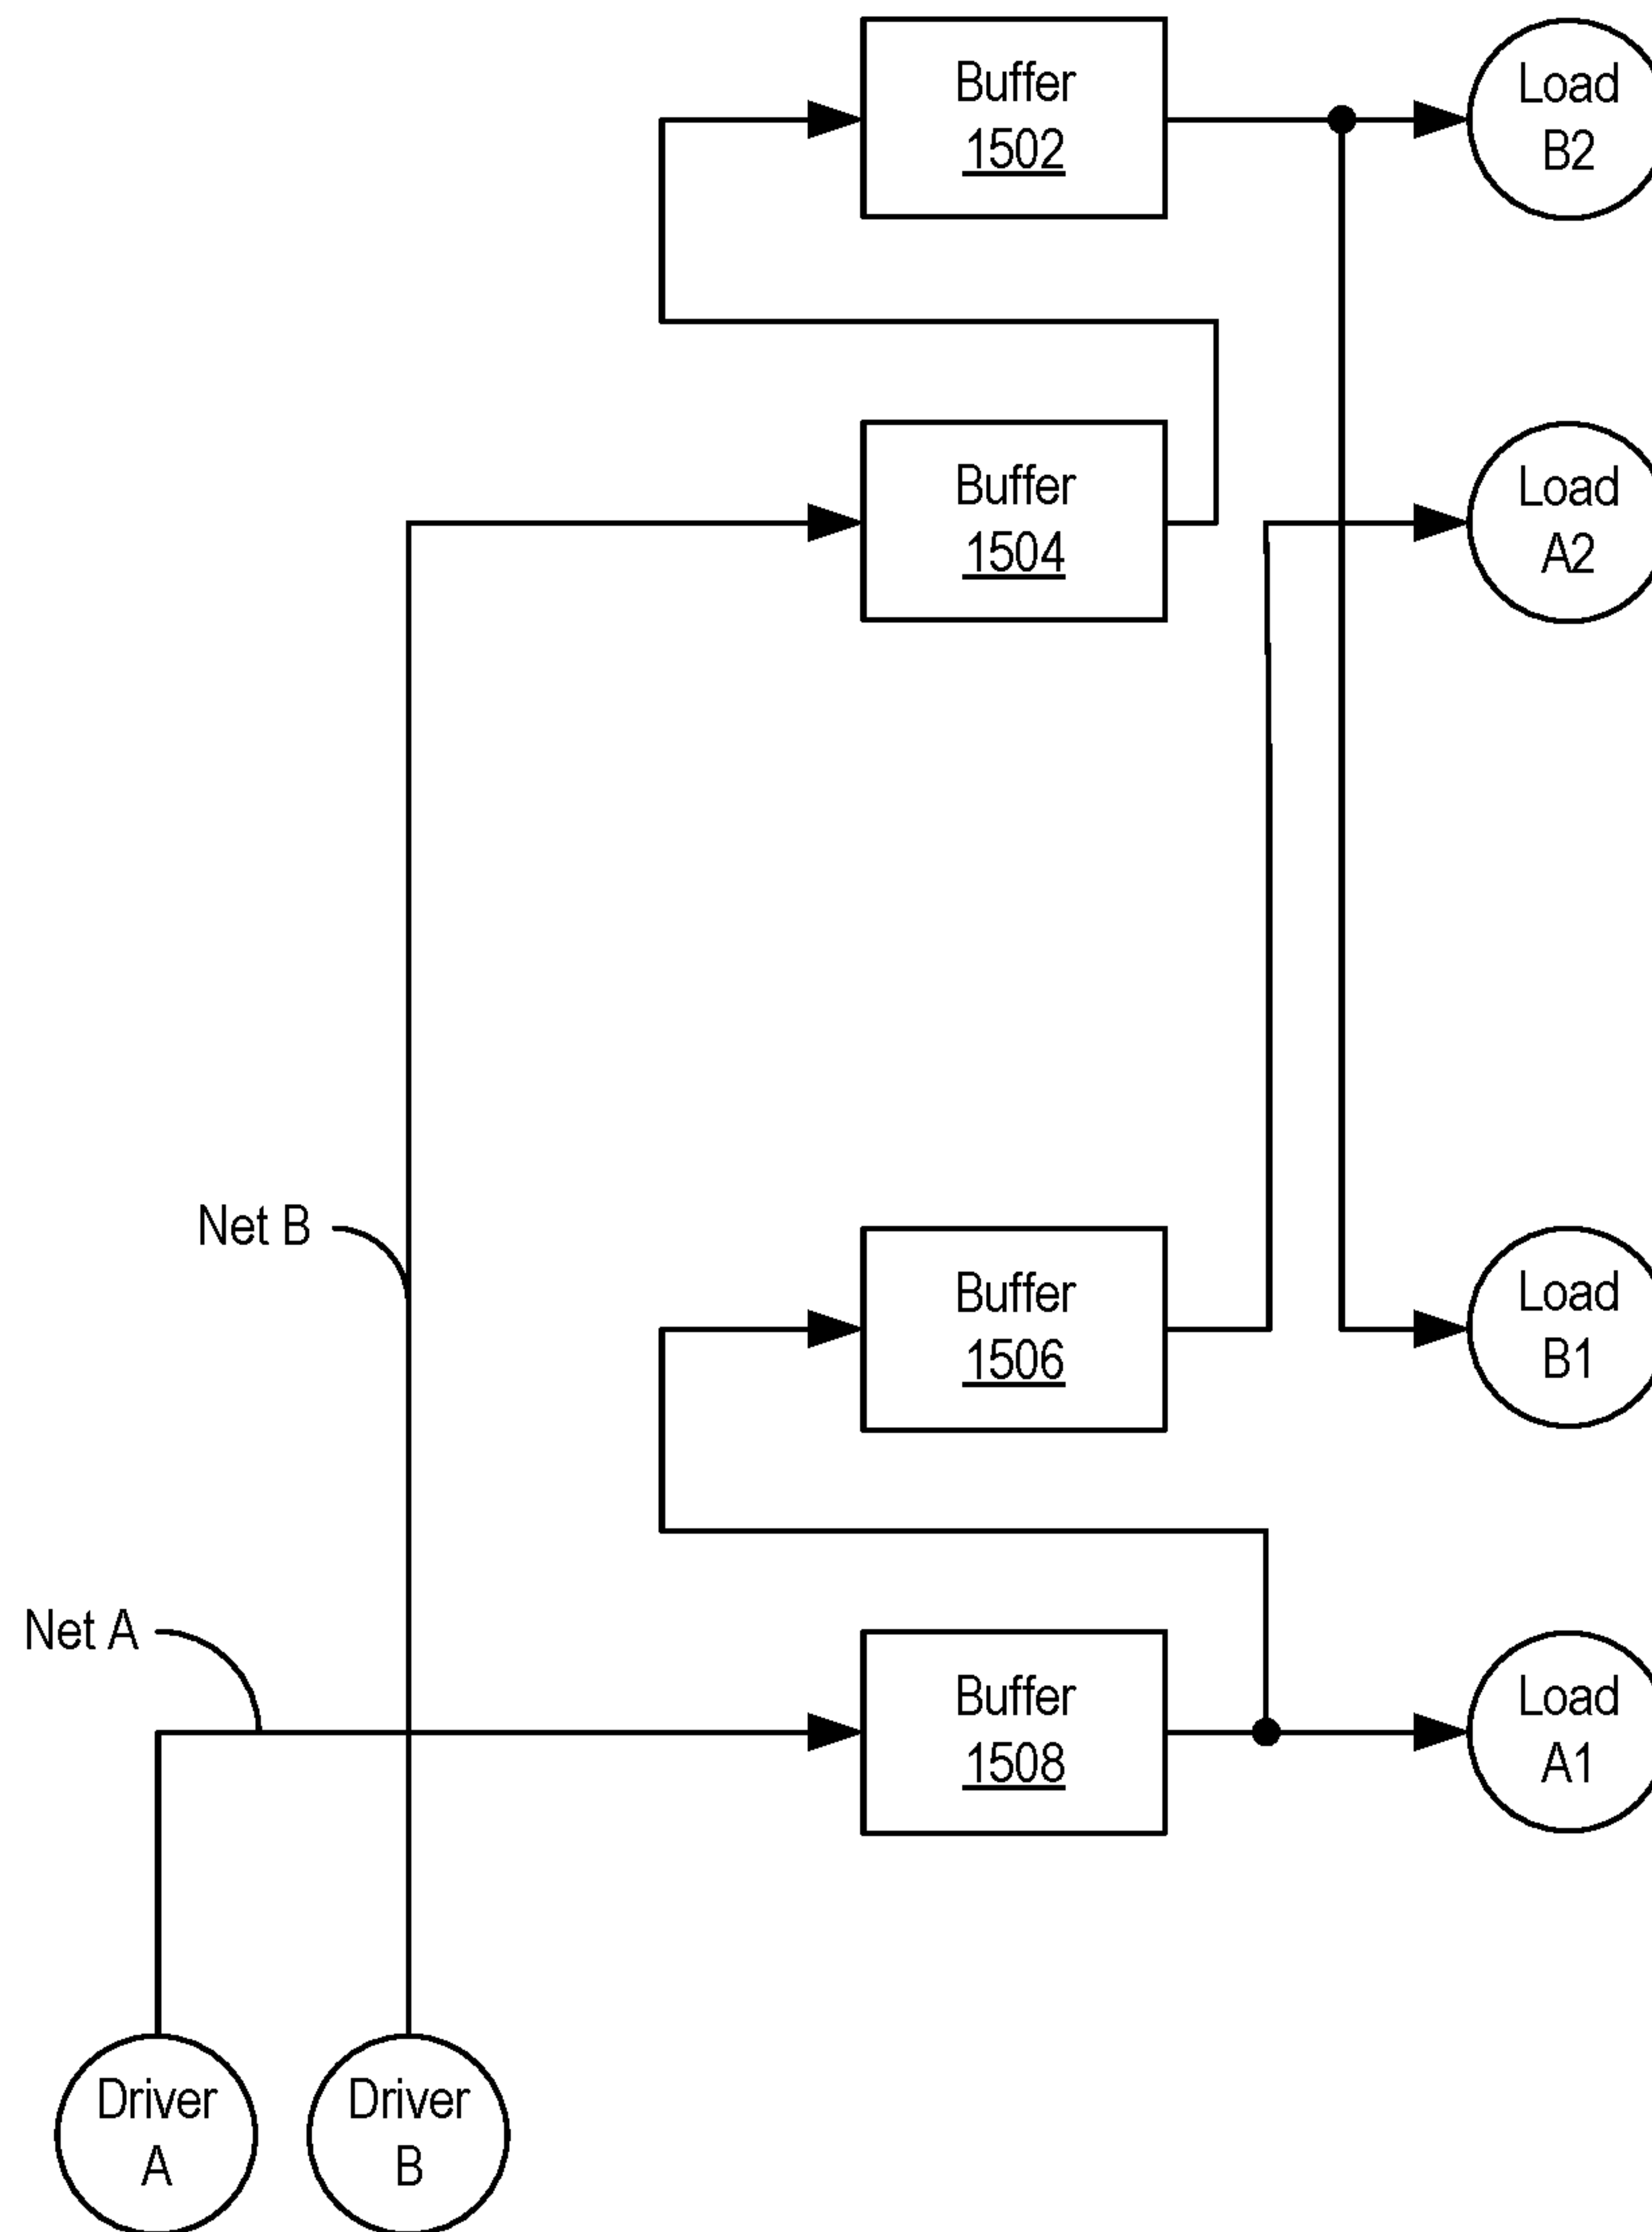 Buffer
1502
Load
B2
Buffer
1504
Load
A2
Net B
Buffer
1506
Load
B1
Net A
Buffer
1508
Load
A1
Driver
A
Driver
B